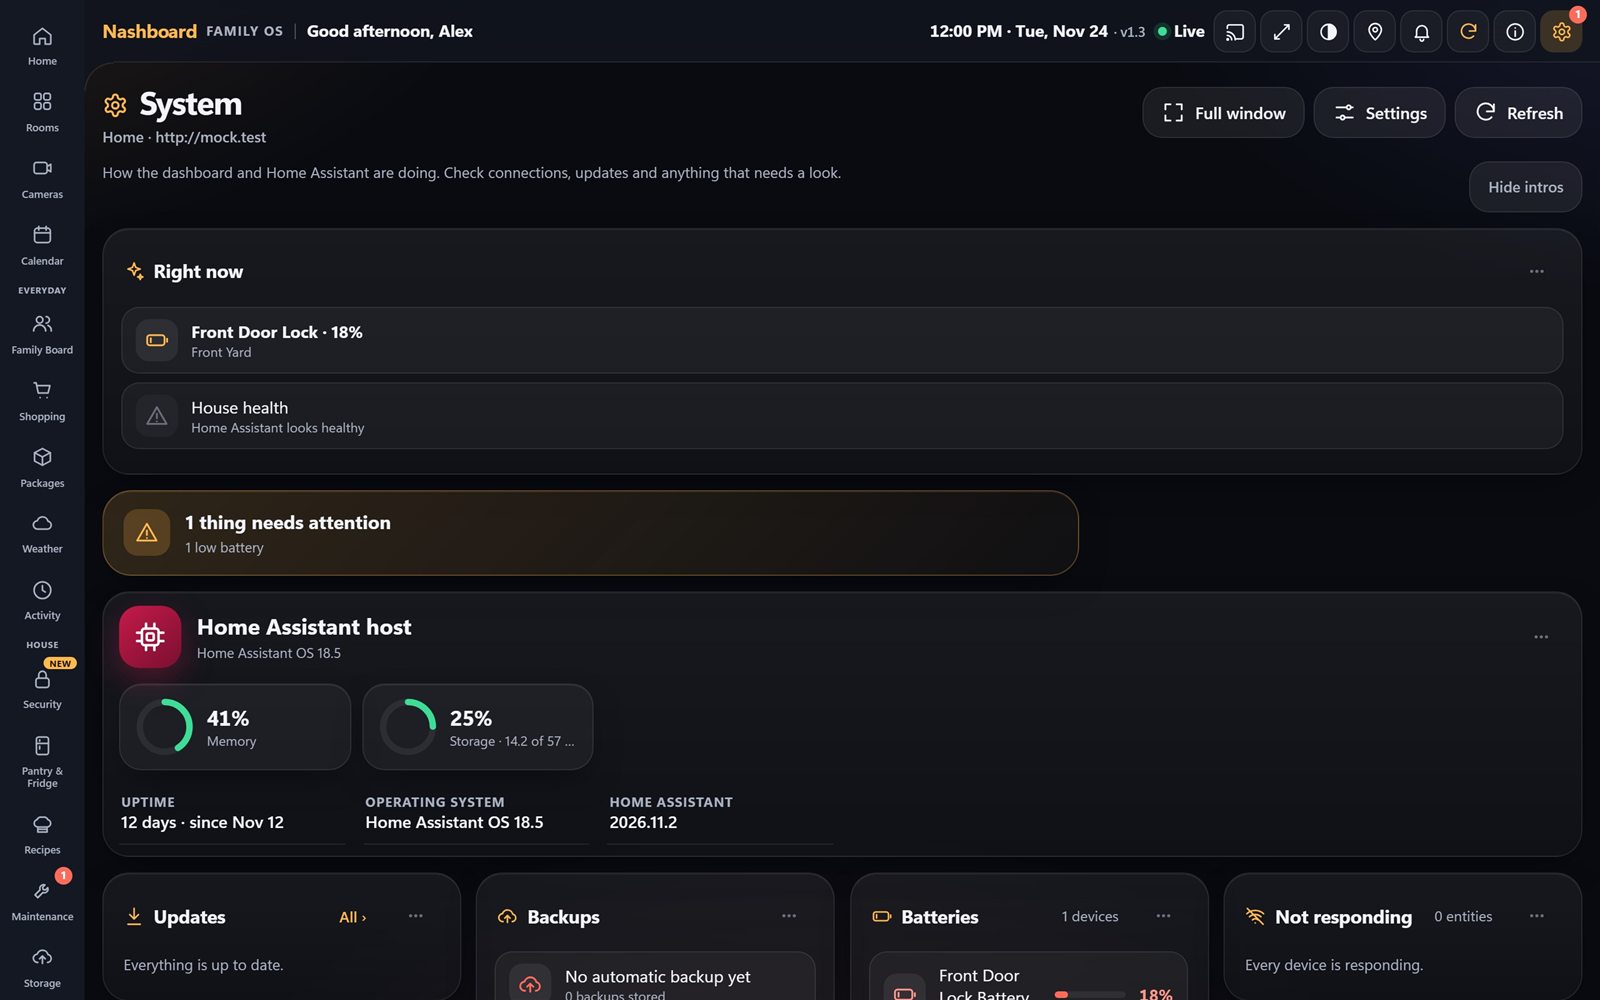 Nashboard FAMILY OS Good afternoon, Alex
12:00 PM · Tue, Nov 24 · v1.3 Live
1
Home
Rooms
Cameras
Calendar
EVERYDAY
Family Board
Shopping
Packages
Weather
Activity
HOUSE
NEW
Security
Pantry &
Fridge
Recipes
1
Maintenance
Storage
System
Home · http://mock.test
How the dashboard and Home Assistant are doing. Check connections, updates and anything that needs a look.
Full window
Settings
Refresh
Hide intros
Right now
Front Door Lock · 18%
Front Yard
House health
Home Assistant looks healthy
1 thing needs attention
1 low battery
Home Assistant host
Home Assistant OS 18.5
41%
Memory
25%
Storage · 14.2 of 57 ...
UPTIME
12 days · since Nov 12
OPERATING SYSTEM
Home Assistant OS 18.5
HOME ASSISTANT
2026.11.2
Updates
All ›
Everything is up to date.
Backups
No automatic backup yet
0 backups stored
Batteries
1 devices
Front Door
Lock Battery
18%
Not responding
0 entities
Every device is responding.